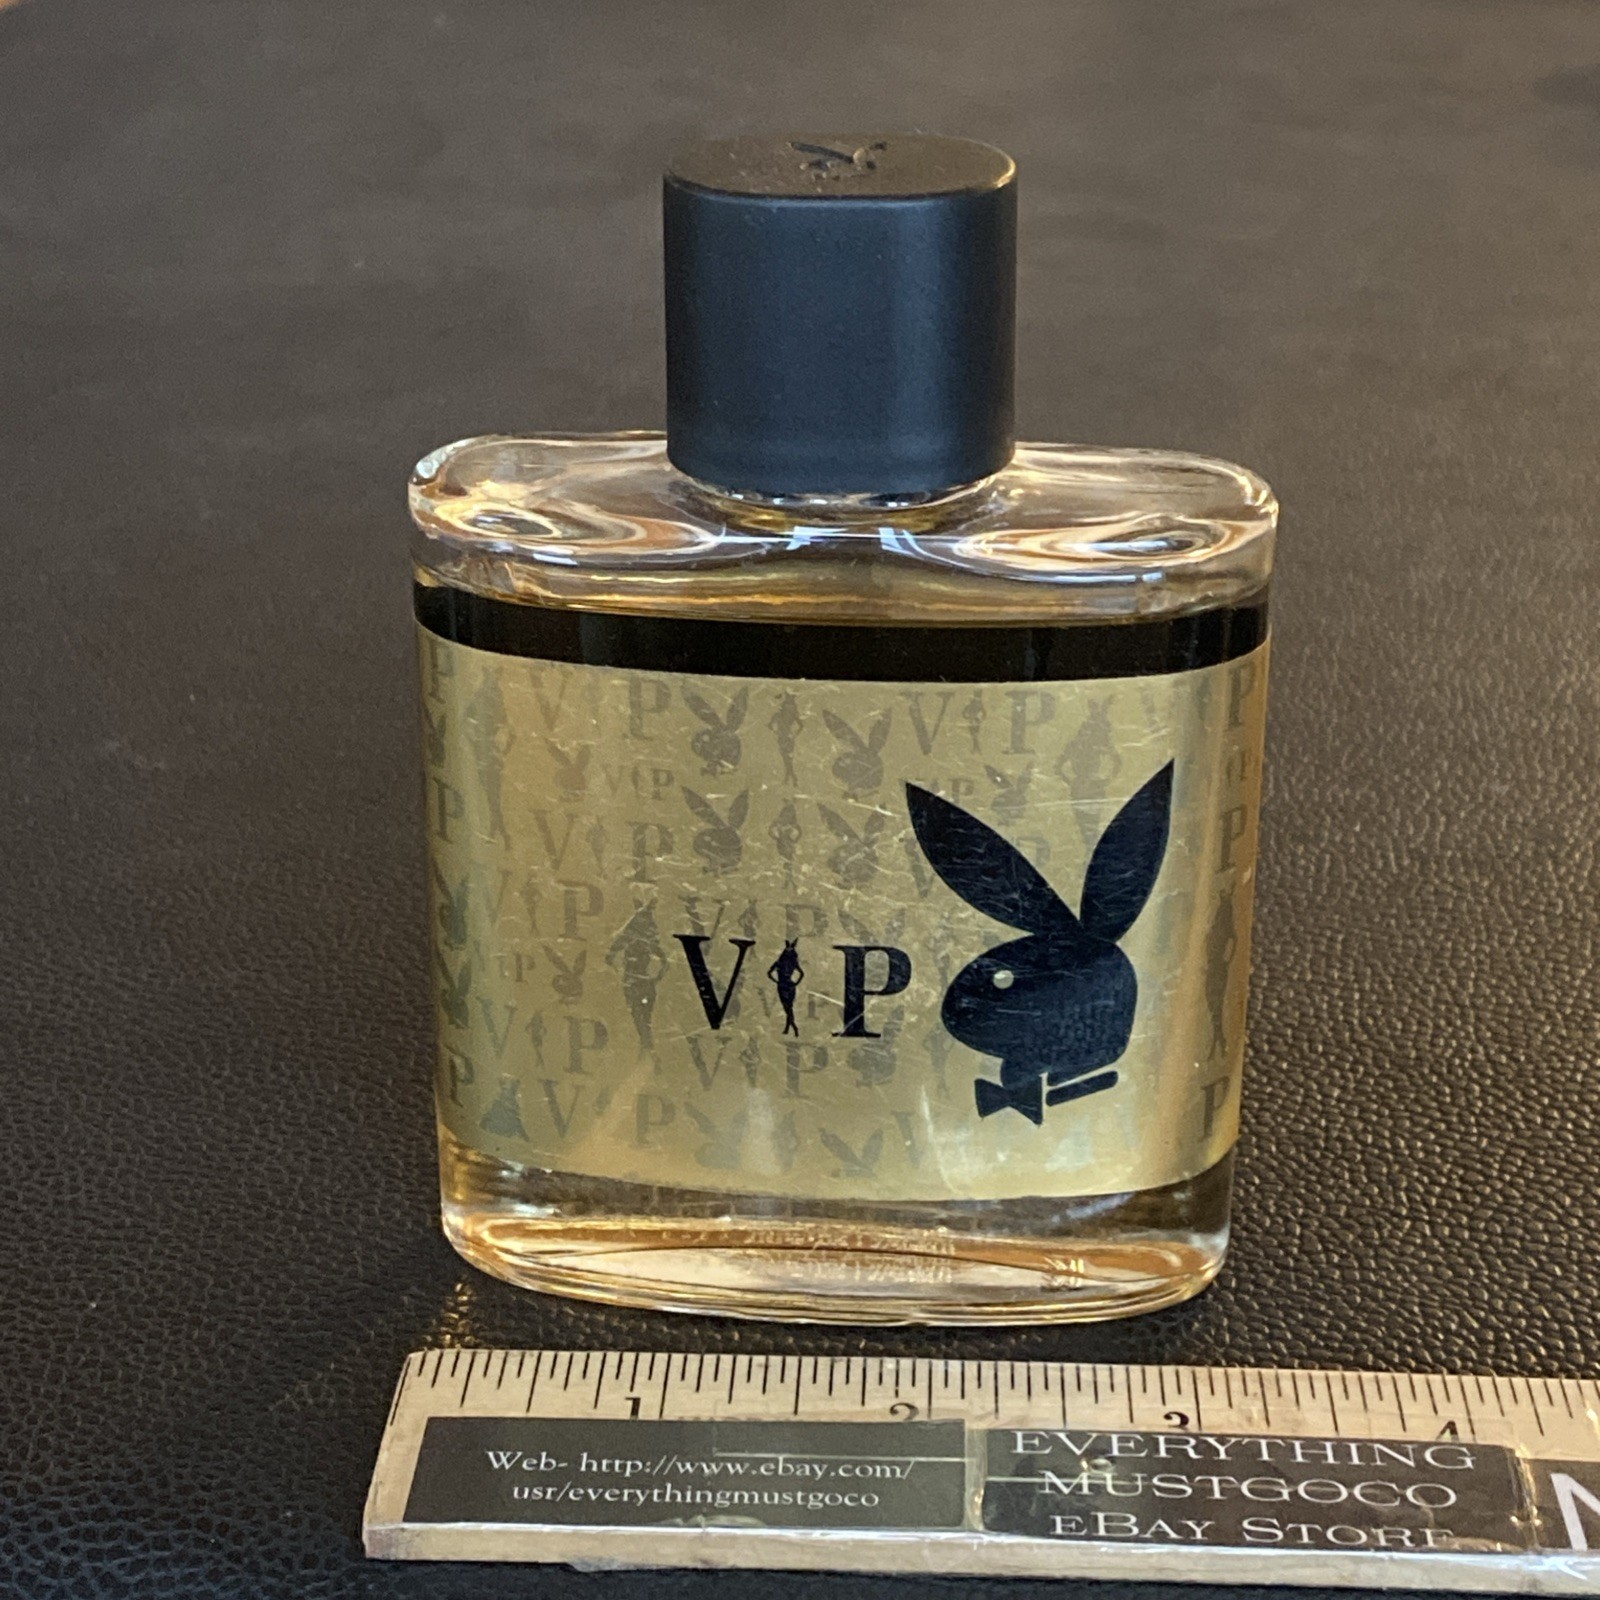 VIP
1 2 3 4
Web- http://www.ebay.com/
usr/everythingmustgoco
EVERYTHING
MUSTGOCO
EBAY STORE